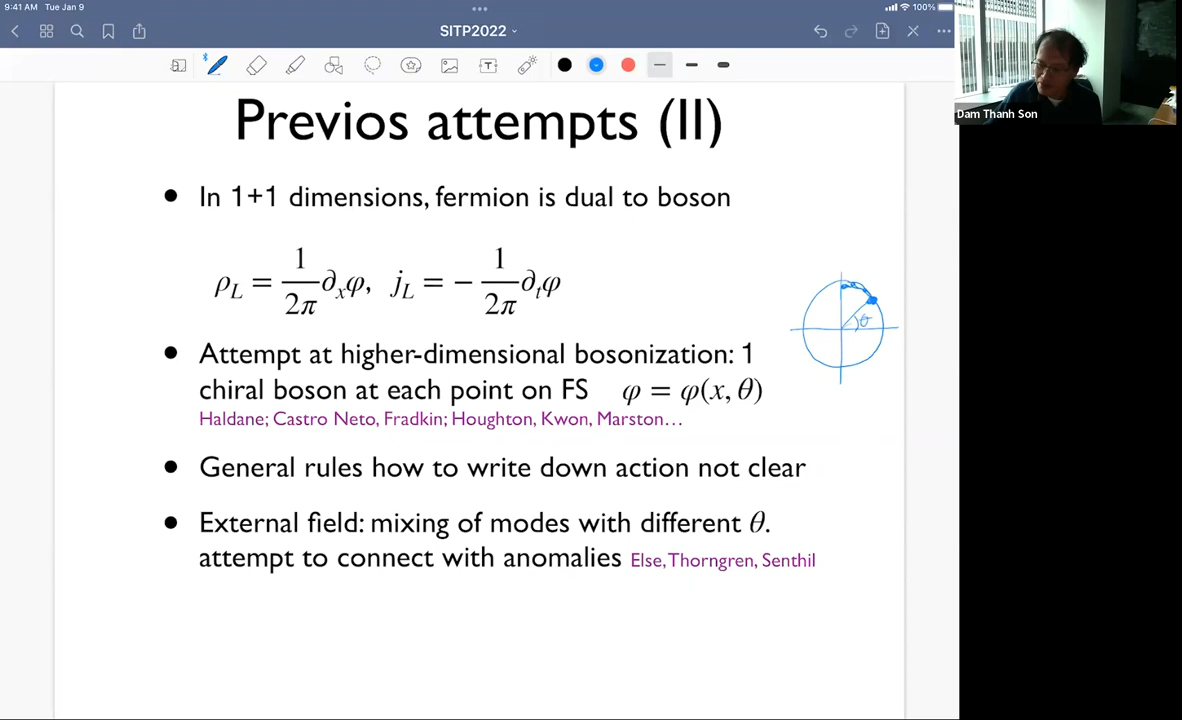 9:41 AM Tue Jan 9
100%
SITP2022
Dam Thanh Son
Previos attempts (II)
In 1+1 dimensions, fermion is dual to boson
ρ_L = 1/2π ∂_xφ, j_L = − 1/2π ∂_tφ
θ
Attempt at higher-dimensional bosonization: 1
chiral boson at each point on FS φ = φ(x, θ)
Haldane; Castro Neto, Fradkin; Houghton, Kwon, Marston…
General rules how to write down action not clear
External field: mixing of modes with different θ.
attempt to connect with anomalies Else, Thorngren, Senthil